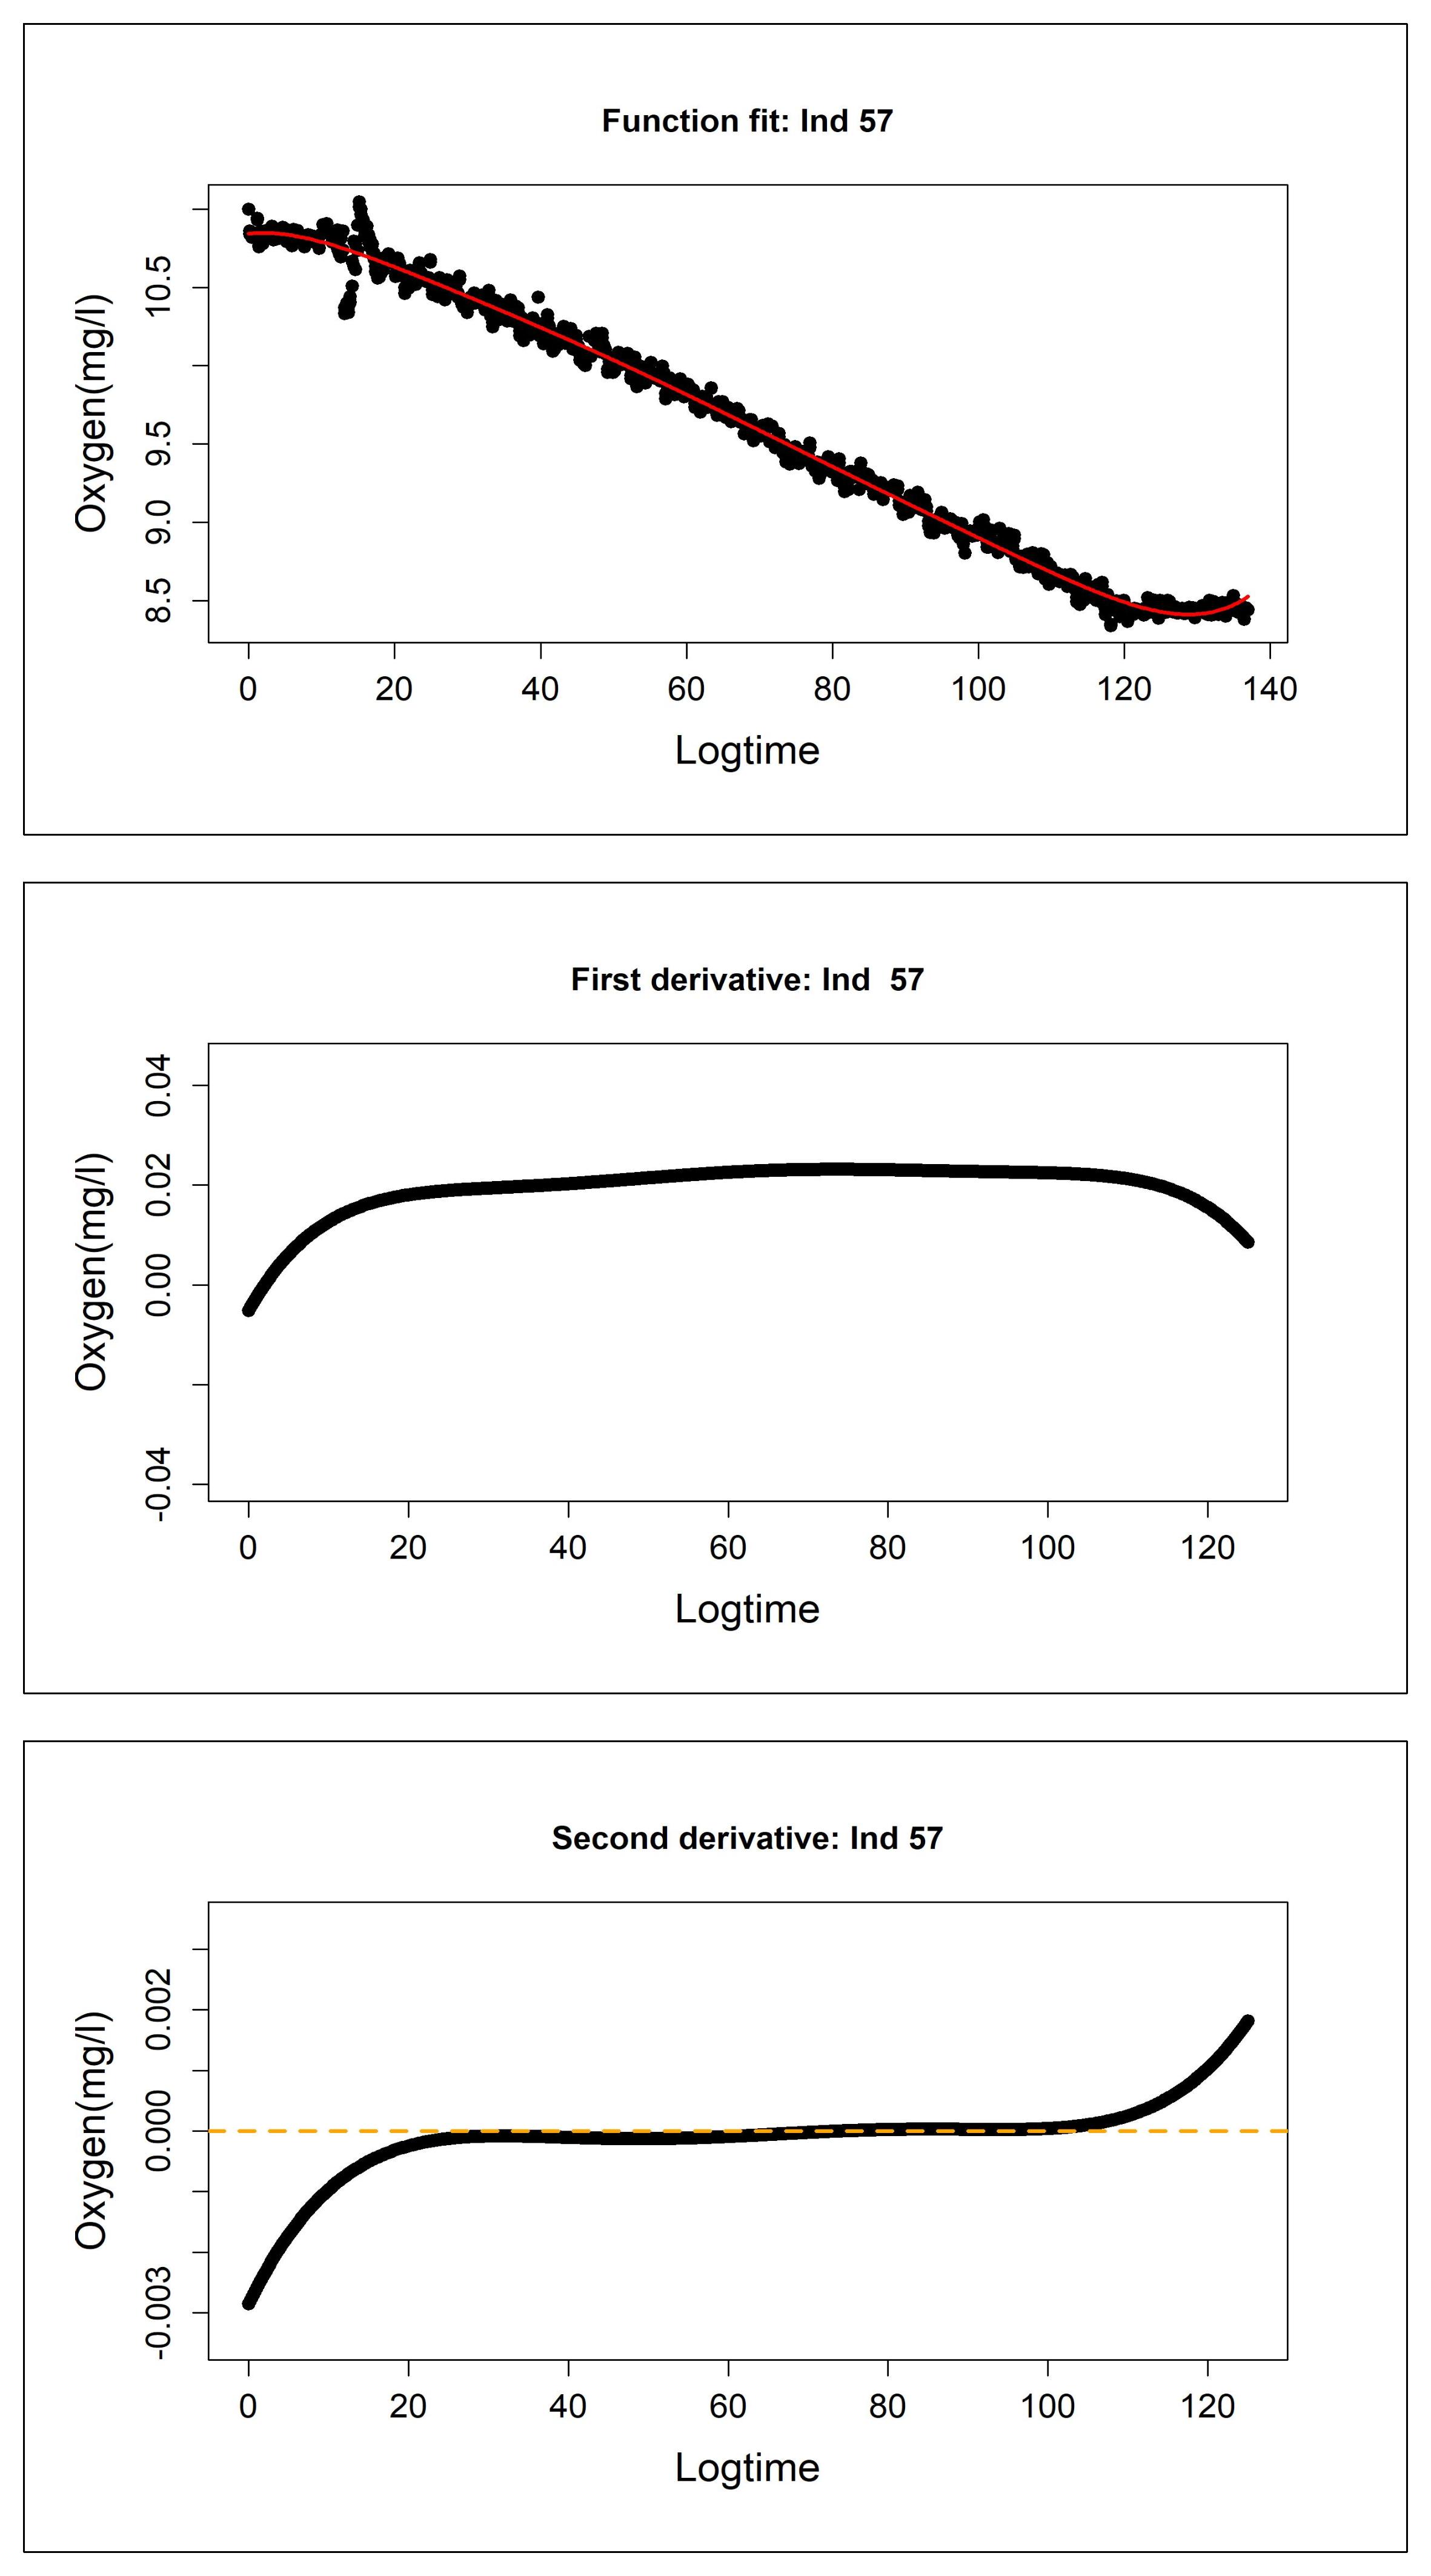 Function fit: Ind 57
Oxygen(mg/l)
10.5
9.5
9.0
8.5
0 20 40 60 80 100 120 140
Logtime
First derivative: Ind  57
Oxygen(mg/l)
0.04
0.02
0.00
-0.04
0 20 40 60 80 100 120
Logtime
Second derivative: Ind 57
Oxygen(mg/l)
0.002
0.000
-0.003
0 20 40 60 80 100 120
Logtime